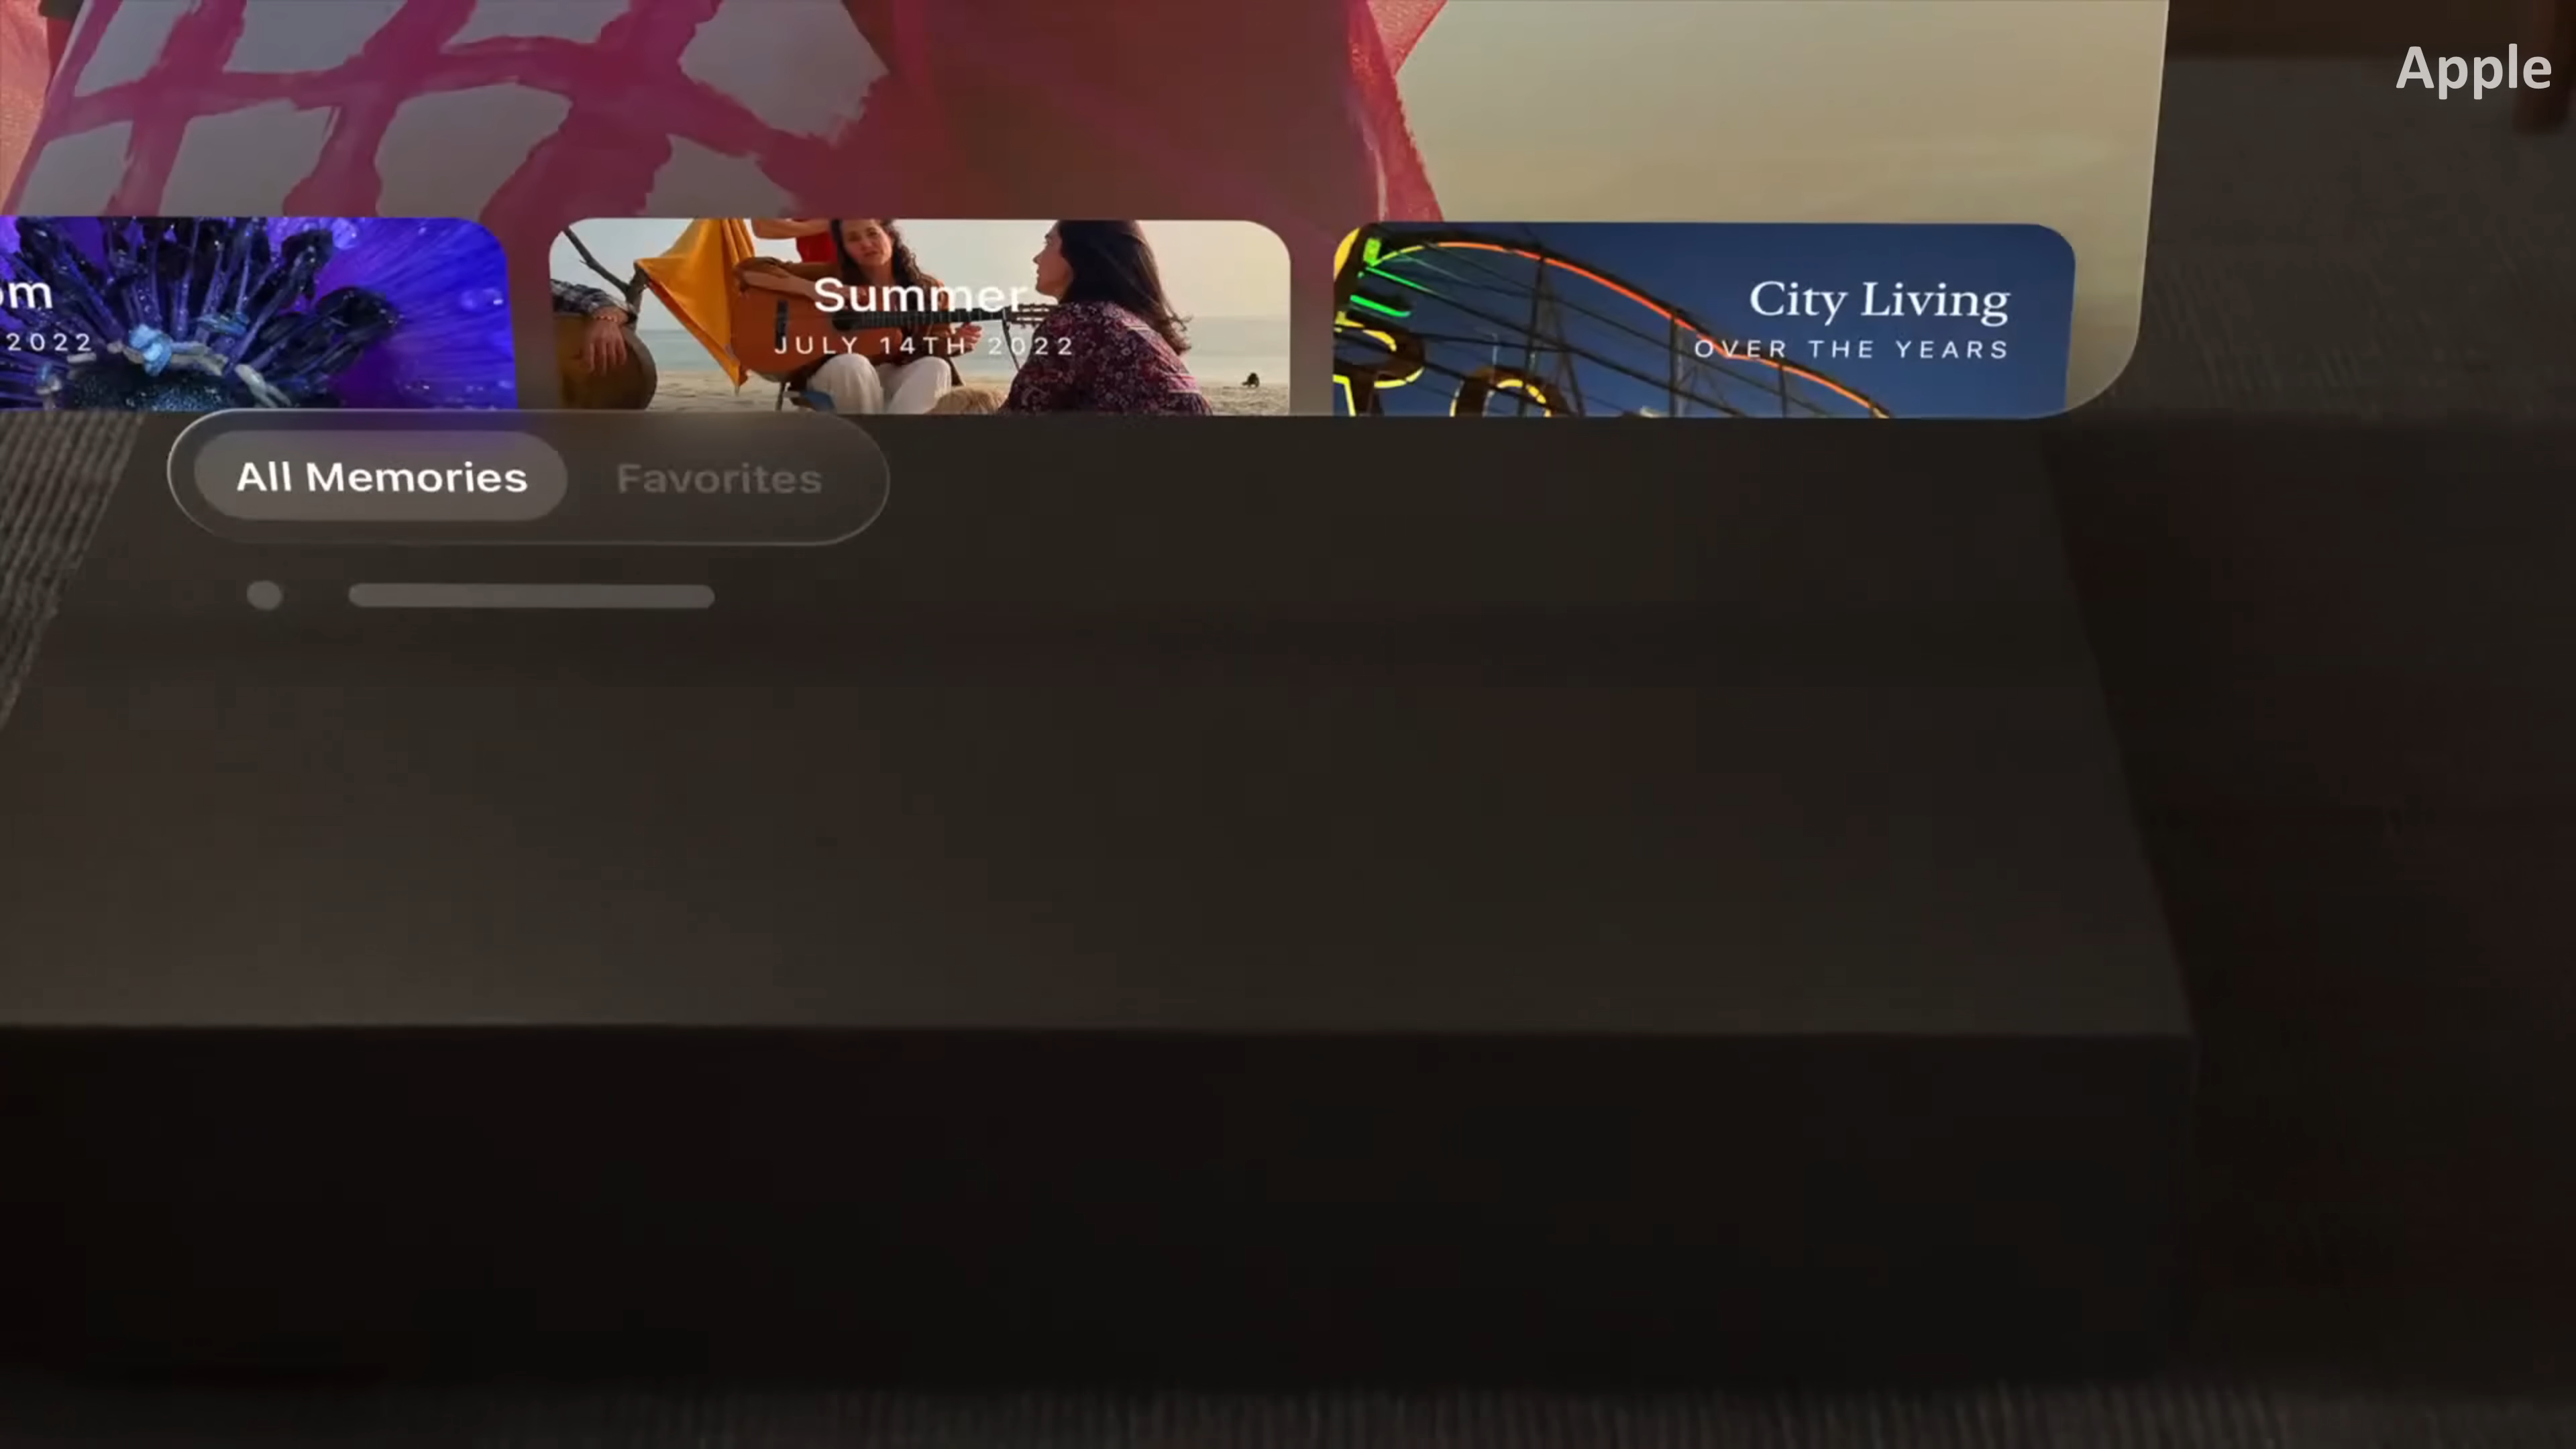 Apple
2022
Summer
JULY 14TH 2022
City Living
OVER THE YEARS
All Memories
Favorites